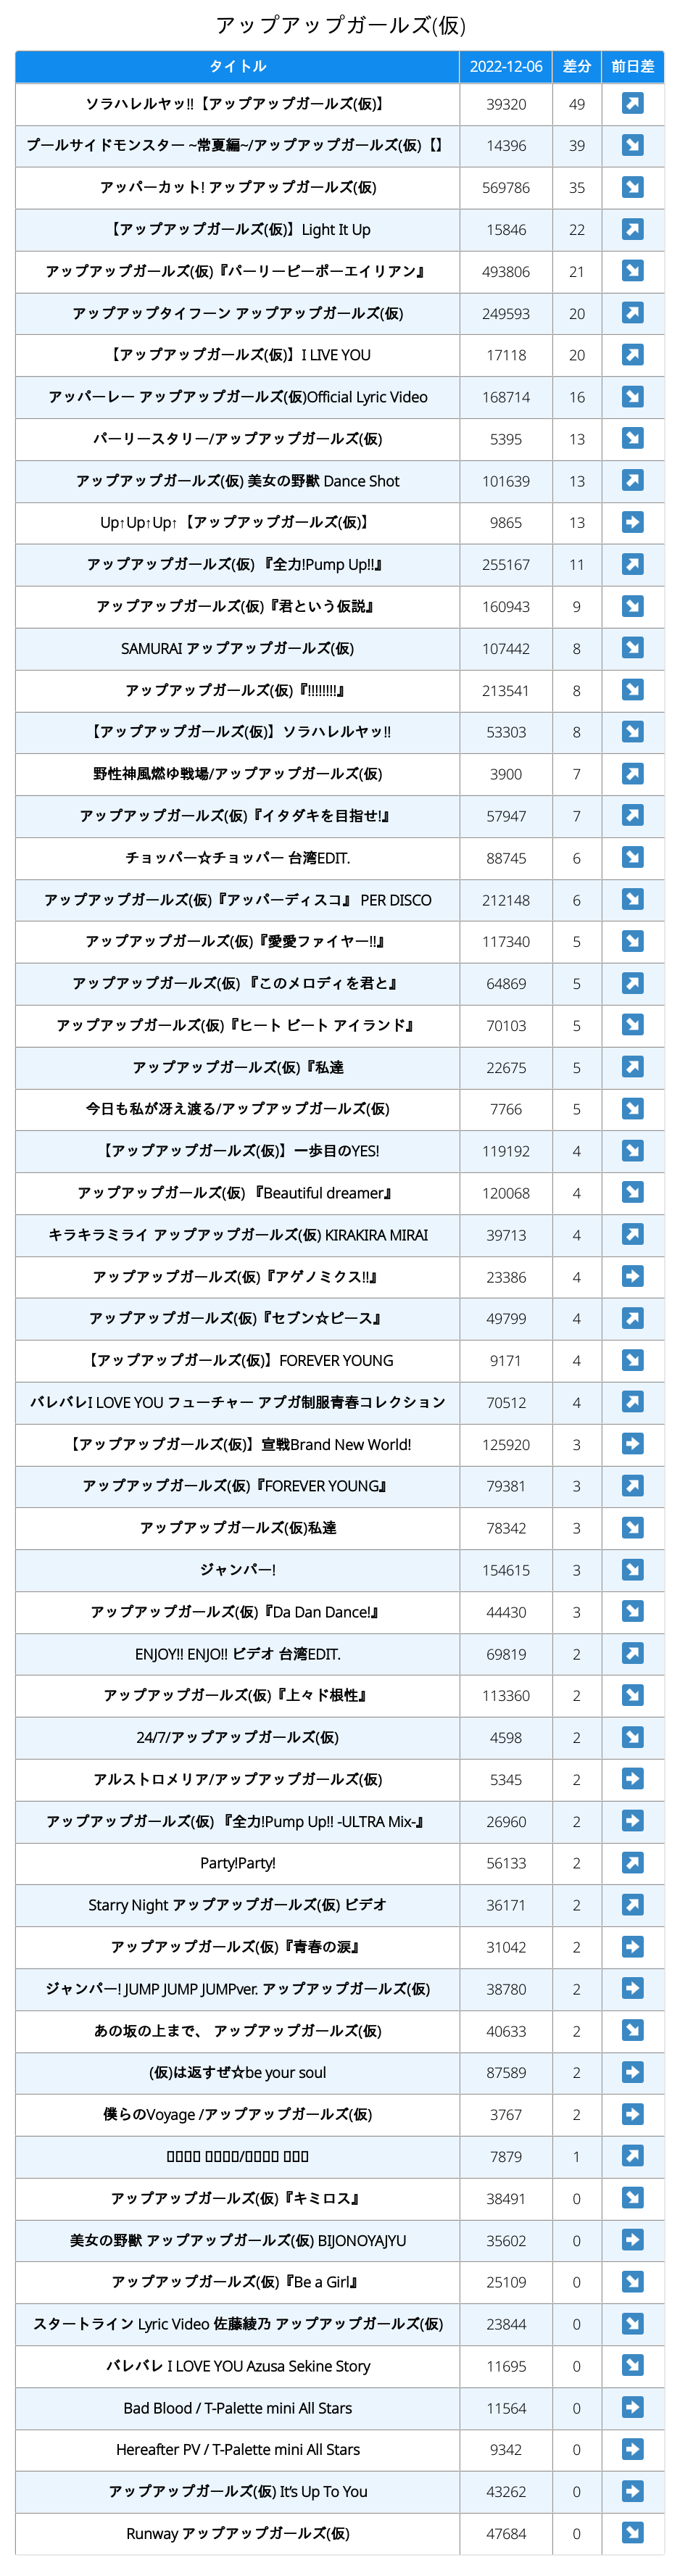 アップアップガールズ(仮)
タイトル 2022-12-06 差分 前日差
ソラハレルヤッ!!【アップアップガールズ(仮)】 39320 49
プールサイドモンスター ~常夏編~/アップアップガールズ(仮)【】 14396 39
アッパーカット! アップアップガールズ(仮) 569786 35
【アップアップガールズ(仮)】Light It Up 15846 22
アップアップガールズ(仮)『パーリーピーポーエイリアン』 493806 21
アップアップタイフーン アップアップガールズ(仮) 249593 20
【アップアップガールズ(仮)】I LIVE YOU 17118 20
アッパーレー アップアップガールズ(仮)Official Lyric Video 168714 16
パーリースタリー/アップアップガールズ(仮) 5395 13
アップアップガールズ(仮) 美女の野獣 Dance Shot 101639 13
Up↑Up↑Up↑【アップアップガールズ(仮)】 9865 13
アップアップガールズ(仮) 『全力!Pump Up!!』 255167 11
アップアップガールズ(仮)『君という仮説』 160943 9
SAMURAI アップアップガールズ(仮) 107442 8
アップアップガールズ(仮)『!!!!!!!!』 213541 8
【アップアップガールズ(仮)】ソラハレルヤッ!! 53303 8
野性神風燃ゆ戦場/アップアップガールズ(仮) 3900 7
アップアップガールズ(仮)『イタダキを目指せ!』 57947 7
チョッパー☆チョッパー 台湾EDIT. 88745 6
アップアップガールズ(仮)『アッパーディスコ』 PER DISCO 212148 6
アップアップガールズ(仮)『愛愛ファイヤー!!』 117340 5
アップアップガールズ(仮) 『このメロディを君と』 64869 5
アップアップガールズ(仮)『ヒート ビート アイランド』 70103 5
アップアップガールズ(仮)『私達 22675 5
今日も私が冴え渡る/アップアップガールズ(仮) 7766 5
【アップアップガールズ(仮)】一歩目のYES! 119192 4
アップアップガールズ(仮) 『Beautiful dreamer』 120068 4
キラキラミライ アップアップガールズ(仮) KIRAKIRA MIRAI 39713 4
アップアップガールズ(仮)『アゲノミクス!!』 23386 4
アップアップガールズ(仮)『セブン☆ピース』 49799 4
【アップアップガールズ(仮)】FOREVER YOUNG 9171 4
バレバレI LOVE YOU フューチャー アプガ制服青春コレクション 70512 4
【アップアップガールズ(仮)】宣戦Brand New World! 125920 3
アップアップガールズ(仮)『FOREVER YOUNG』 79381 3
アップアップガールズ(仮)私達 78342 3
ジャンパー! 154615 3
アップアップガールズ(仮)『Da Dan Dance!』 44430 3
ENJOY!! ENJO!! ビデオ 台湾EDIT. 69819 2
アップアップガールズ(仮)『上々ド根性』 113360 2
24/7/アップアップガールズ(仮) 4598 2
アルストロメリア/アップアップガールズ(仮) 5345 2
アップアップガールズ(仮) 『全力!Pump Up!! -ULTRA Mix-』 26960 2
Party!Party! 56133 2
Starry Night アップアップガールズ(仮) ビデオ 36171 2
アップアップガールズ(仮)『青春の涙』 31042 2
ジャンパー! JUMP JUMP JUMPver. アップアップガールズ(仮) 38780 2
あの坂の上まで、 アップアップガールズ(仮) 40633 2
(仮)は返すぜ☆be your soul 87589 2
僕らのVoyage /アップアップガールズ(仮) 3767 2
7879 1
アップアップガールズ(仮)『キミロス』 38491 0
美女の野獣 アップアップガールズ(仮) BIJONOYAJYU 35602 0
アップアップガールズ(仮)『Be a Girl』 25109 0
スタートライン Lyric Video 佐藤綾乃 アップアップガールズ(仮) 23844 0
バレバレ I LOVE YOU Azusa Sekine Story 11695 0
Bad Blood / T-Palette mini All Stars 11564 0
Hereafter PV / T-Palette mini All Stars 9342 0
アップアップガールズ(仮) It's Up To You 43262 0
Runway アップアップガールズ(仮) 47684 0